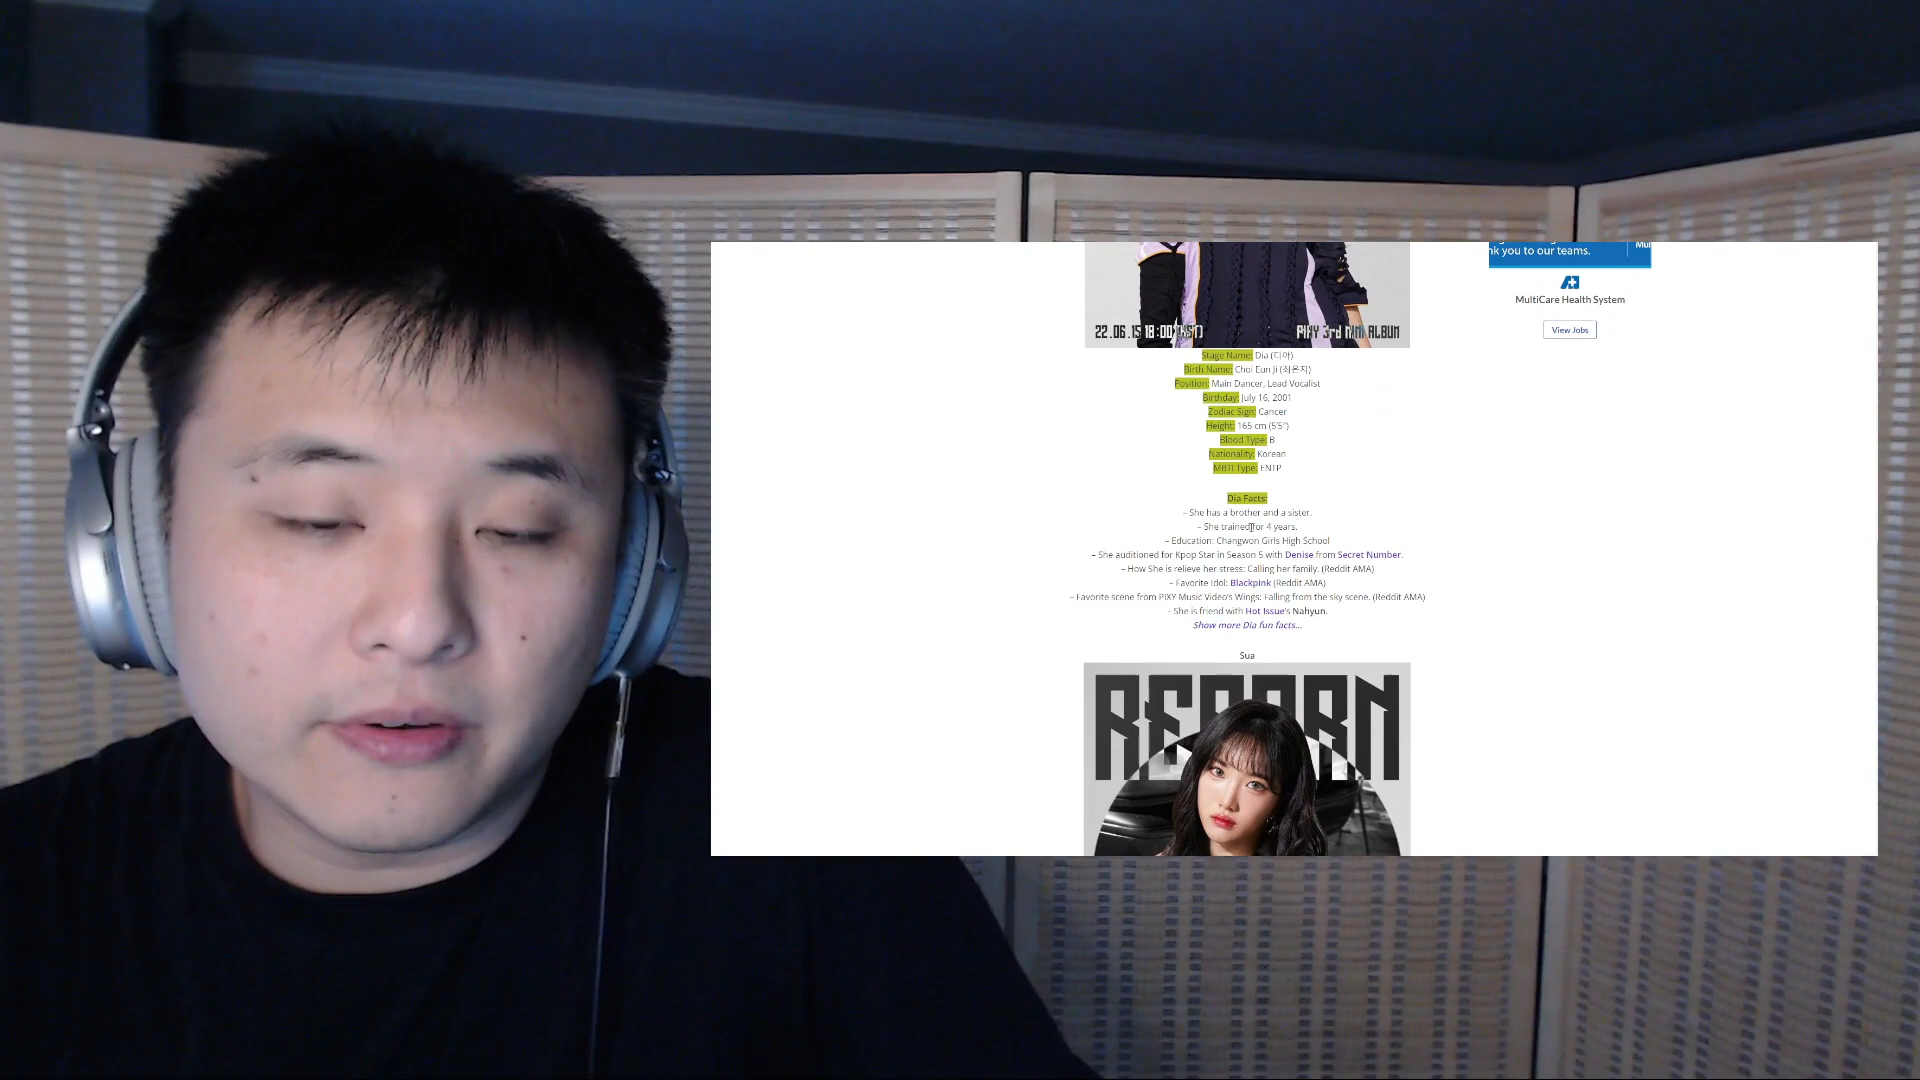 nk you to our teams.
Mul
MultiCare Health System
View Jobs
22.06.15 18:00(KST)
PIXY 3rd MINI ALBUM
Stage Name: Dia (디아)
Birth Name: Choi Eun Ji (최은지)
Position: Main Dancer, Lead Vocalist
Birthday: July 16, 2001
Zodiac Sign: Cancer
Height: 165 cm (5'5″)
Blood Type: B
Nationality: Korean
MBTI Type: ENTP
Dia Facts:
– She has a brother and a sister.
– She trained for 4 years.
– Education: Changwon Girls High School
– She auditioned for Kpop Star in Season 5 with Denise from Secret Number.
– How She is relieve her stress: Calling her family. (Reddit AMA)
– Favorite Idol: Blackpink (Reddit AMA)
– Favorite scene from PIXY Music Video's Wings: Falling from the sky scene. (Reddit AMA)
- She is friend with Hot Issue's Nahyun.
Show more Dia fun facts...
Sua
REBORN